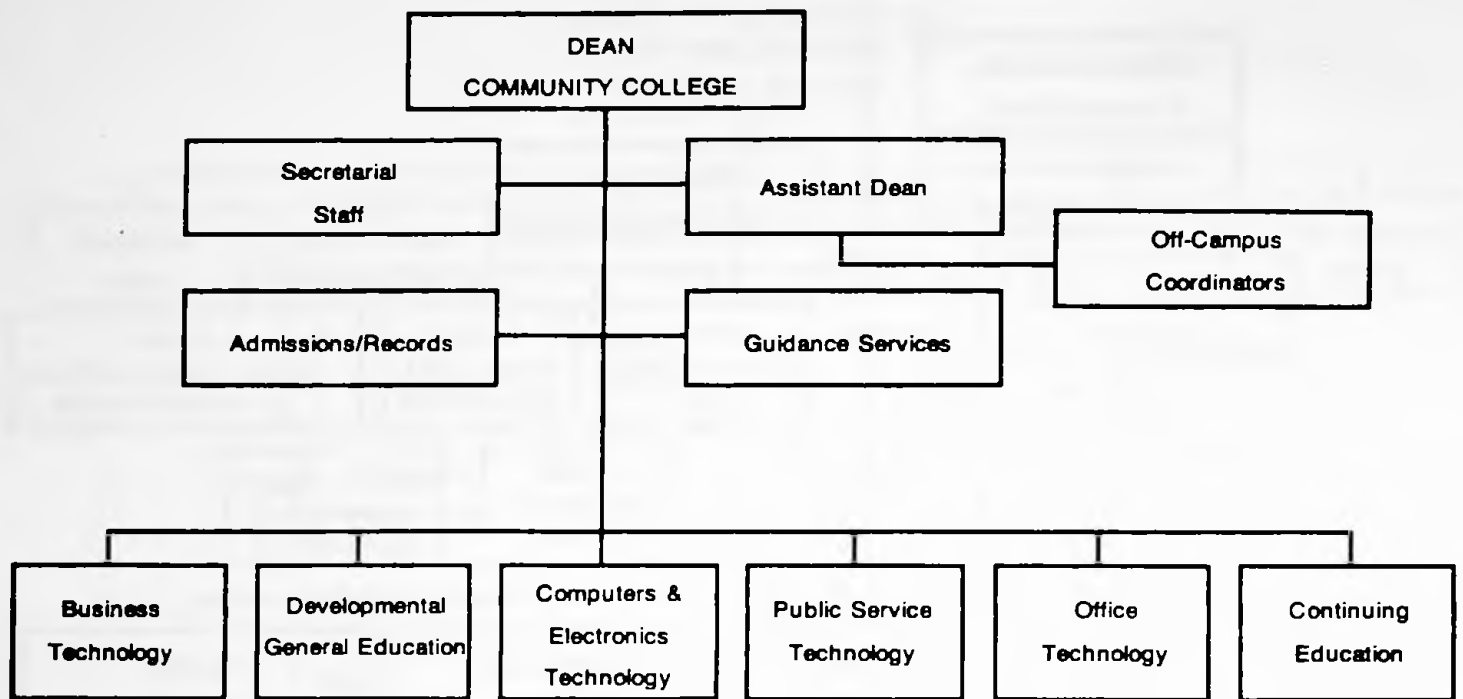 DEAN
COMMUNITY COLLEGE
Secretarial
Staff
Assistant Dean
Off-Campus
Coordinators
Admissions/Records
Guidance Services
Business
Technology
Developmental
General Education
Computers &
Electronics
Technology
Public Service
Technology
Office
Technology
Continuing
Education